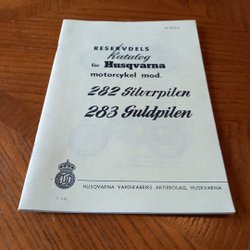 RESERVDELS
Katalog
för Husqvarna
motorcykel mod.
282 Silverpilen
283 Guldpilen
HUSQVARNA VAPENFABRIKS AKTIEBOLAG, HUSKVARNA